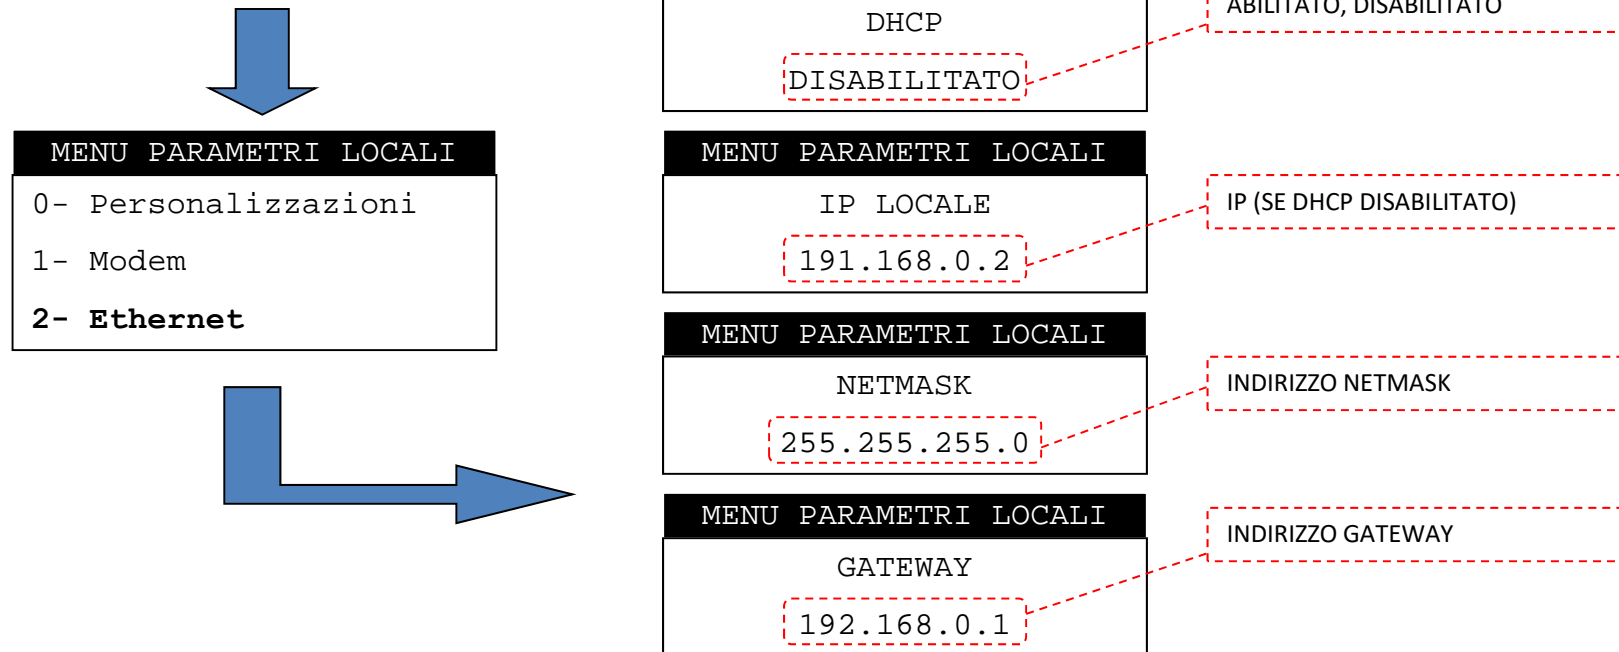 DHCP
DISABILITATO
ABILITATO, DISABILITATO
MENU PARAMETRI LOCALI
0- Personalizzazioni
1- Modem
2- Ethernet
MENU PARAMETRI LOCALI
IP LOCALE
191.168.0.2
IP (SE DHCP DISABILITATO)
MENU PARAMETRI LOCALI
NETMASK
255.255.255.0
INDIRIZZO NETMASK
MENU PARAMETRI LOCALI
GATEWAY
192.168.0.1
INDIRIZZO GATEWAY